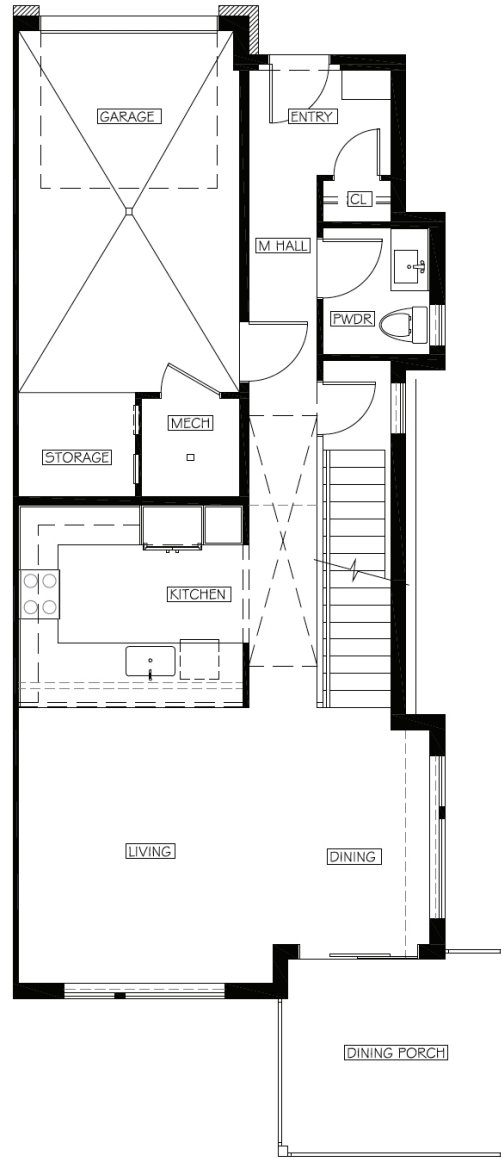 GARAGE
ENTRY
CL
M HALL
PWDR
MECH
STORAGE
KITCHEN
LIVING
DINING
DINING PORCH